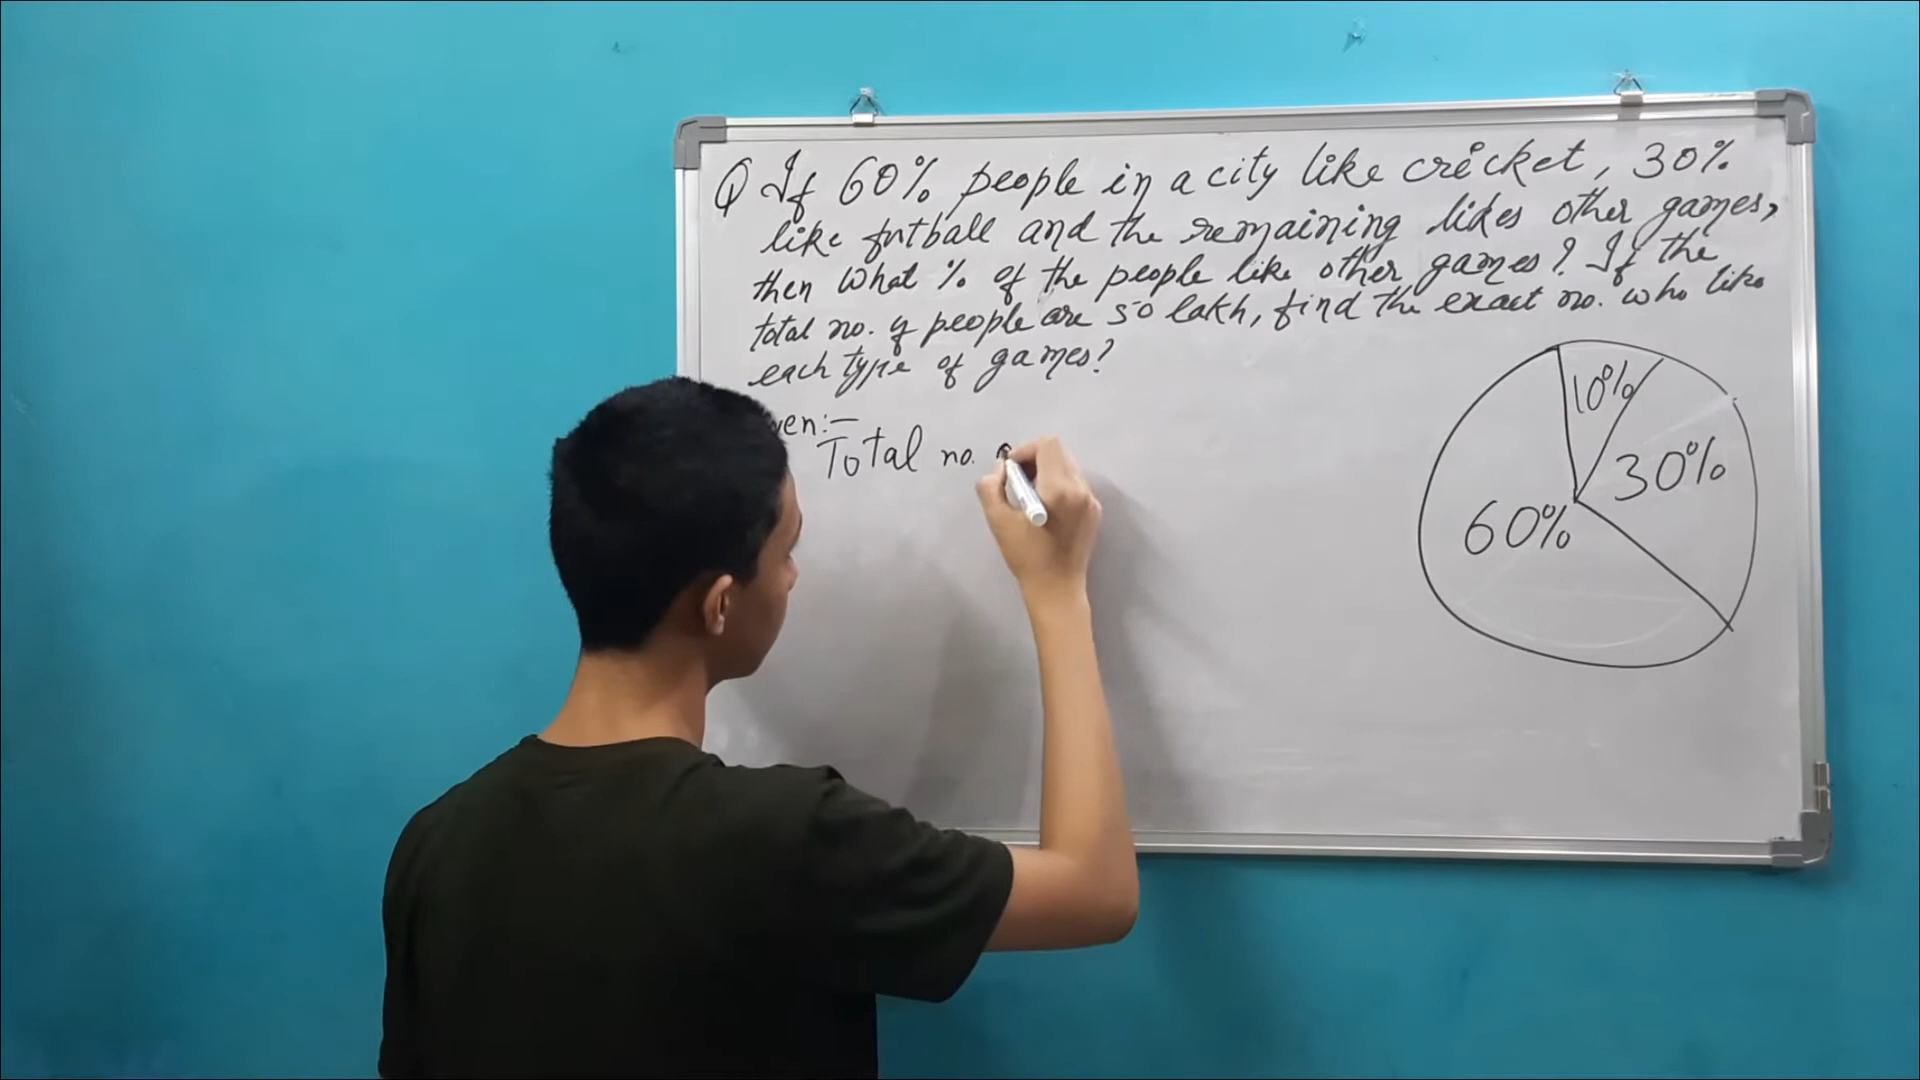 Q If 60% people in a city like cricket, 30%
like futball and the remaining likes other games,
then what % of the people like other games? If the
total no. of people are 50 lakh, find the exact no. who like
each type of games?
ven:-
Total no.
10%
30%
60%